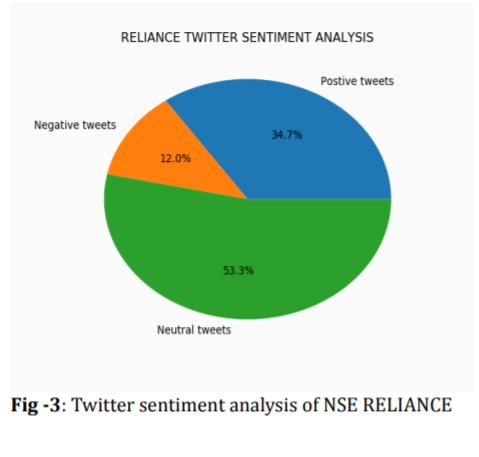 RELIANCE TWITTER SENTIMENT ANALYSIS
Postive tweets
Negative tweets
34.7%
12.0%
53.3%
Neutral tweets
Fig -3: Twitter sentiment analysis of NSE RELIANCE